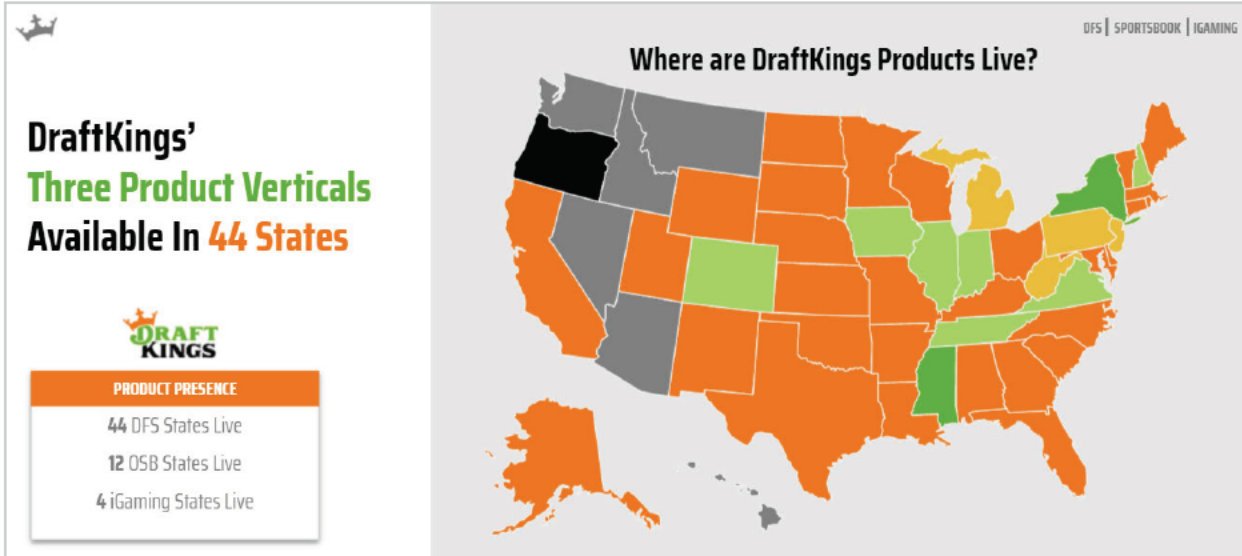 DFS | SPORTSBOOK | IGAMING
Where are DraftKings Products Live?
DraftKings’
Three Product Verticals
Available In 44 States
DRAFT
KINGS
PRODUCT PRESENCE
44 DFS States Live
12 OSB States Live
4 iGaming States Live